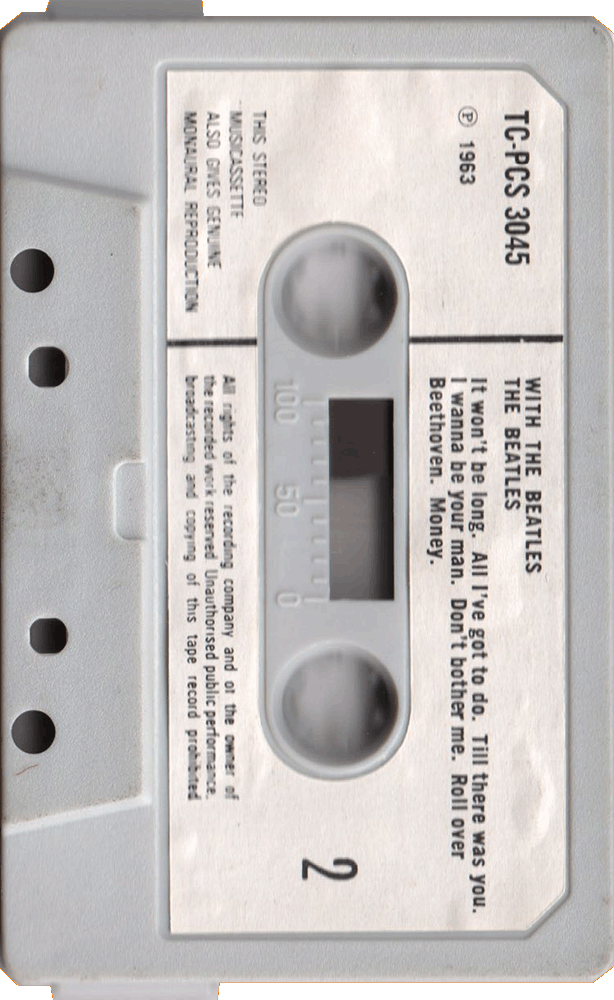 TC-PCS 3045
Ⓟ 1963
WITH THE BEATLES
THE BEATLES
It won't be long. All I've got to do. Till there was you.
I wanna be your man. Don't bother me. Roll over
Beethoven. Money.
THIS STEREO
MUSICASSETTE
ALSO GIVES GENUINE
MONAURAL REPRODUCTION
100 50 0
2
All rights of the recording company and of the owner of
the recorded work reserved Unauthorised public performance,
broadcasting and copying of this tape record prohibited